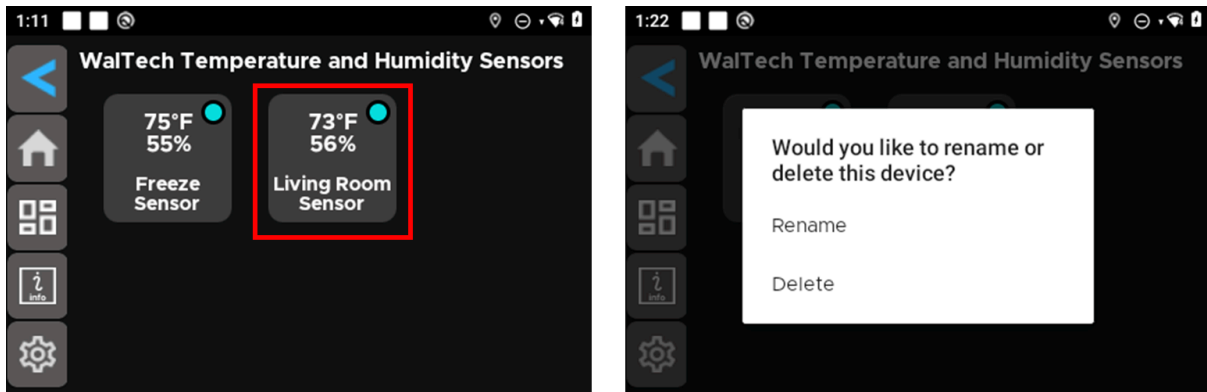 1:11
WalTech Temperature and Humidity Sensors
75°F
55%
Freeze
Sensor
73°F
56%
Living Room
Sensor
info
1:22
WalTech Temperature and Humidity Sensors
Would you like to rename or
delete this device?
Rename
Delete
info